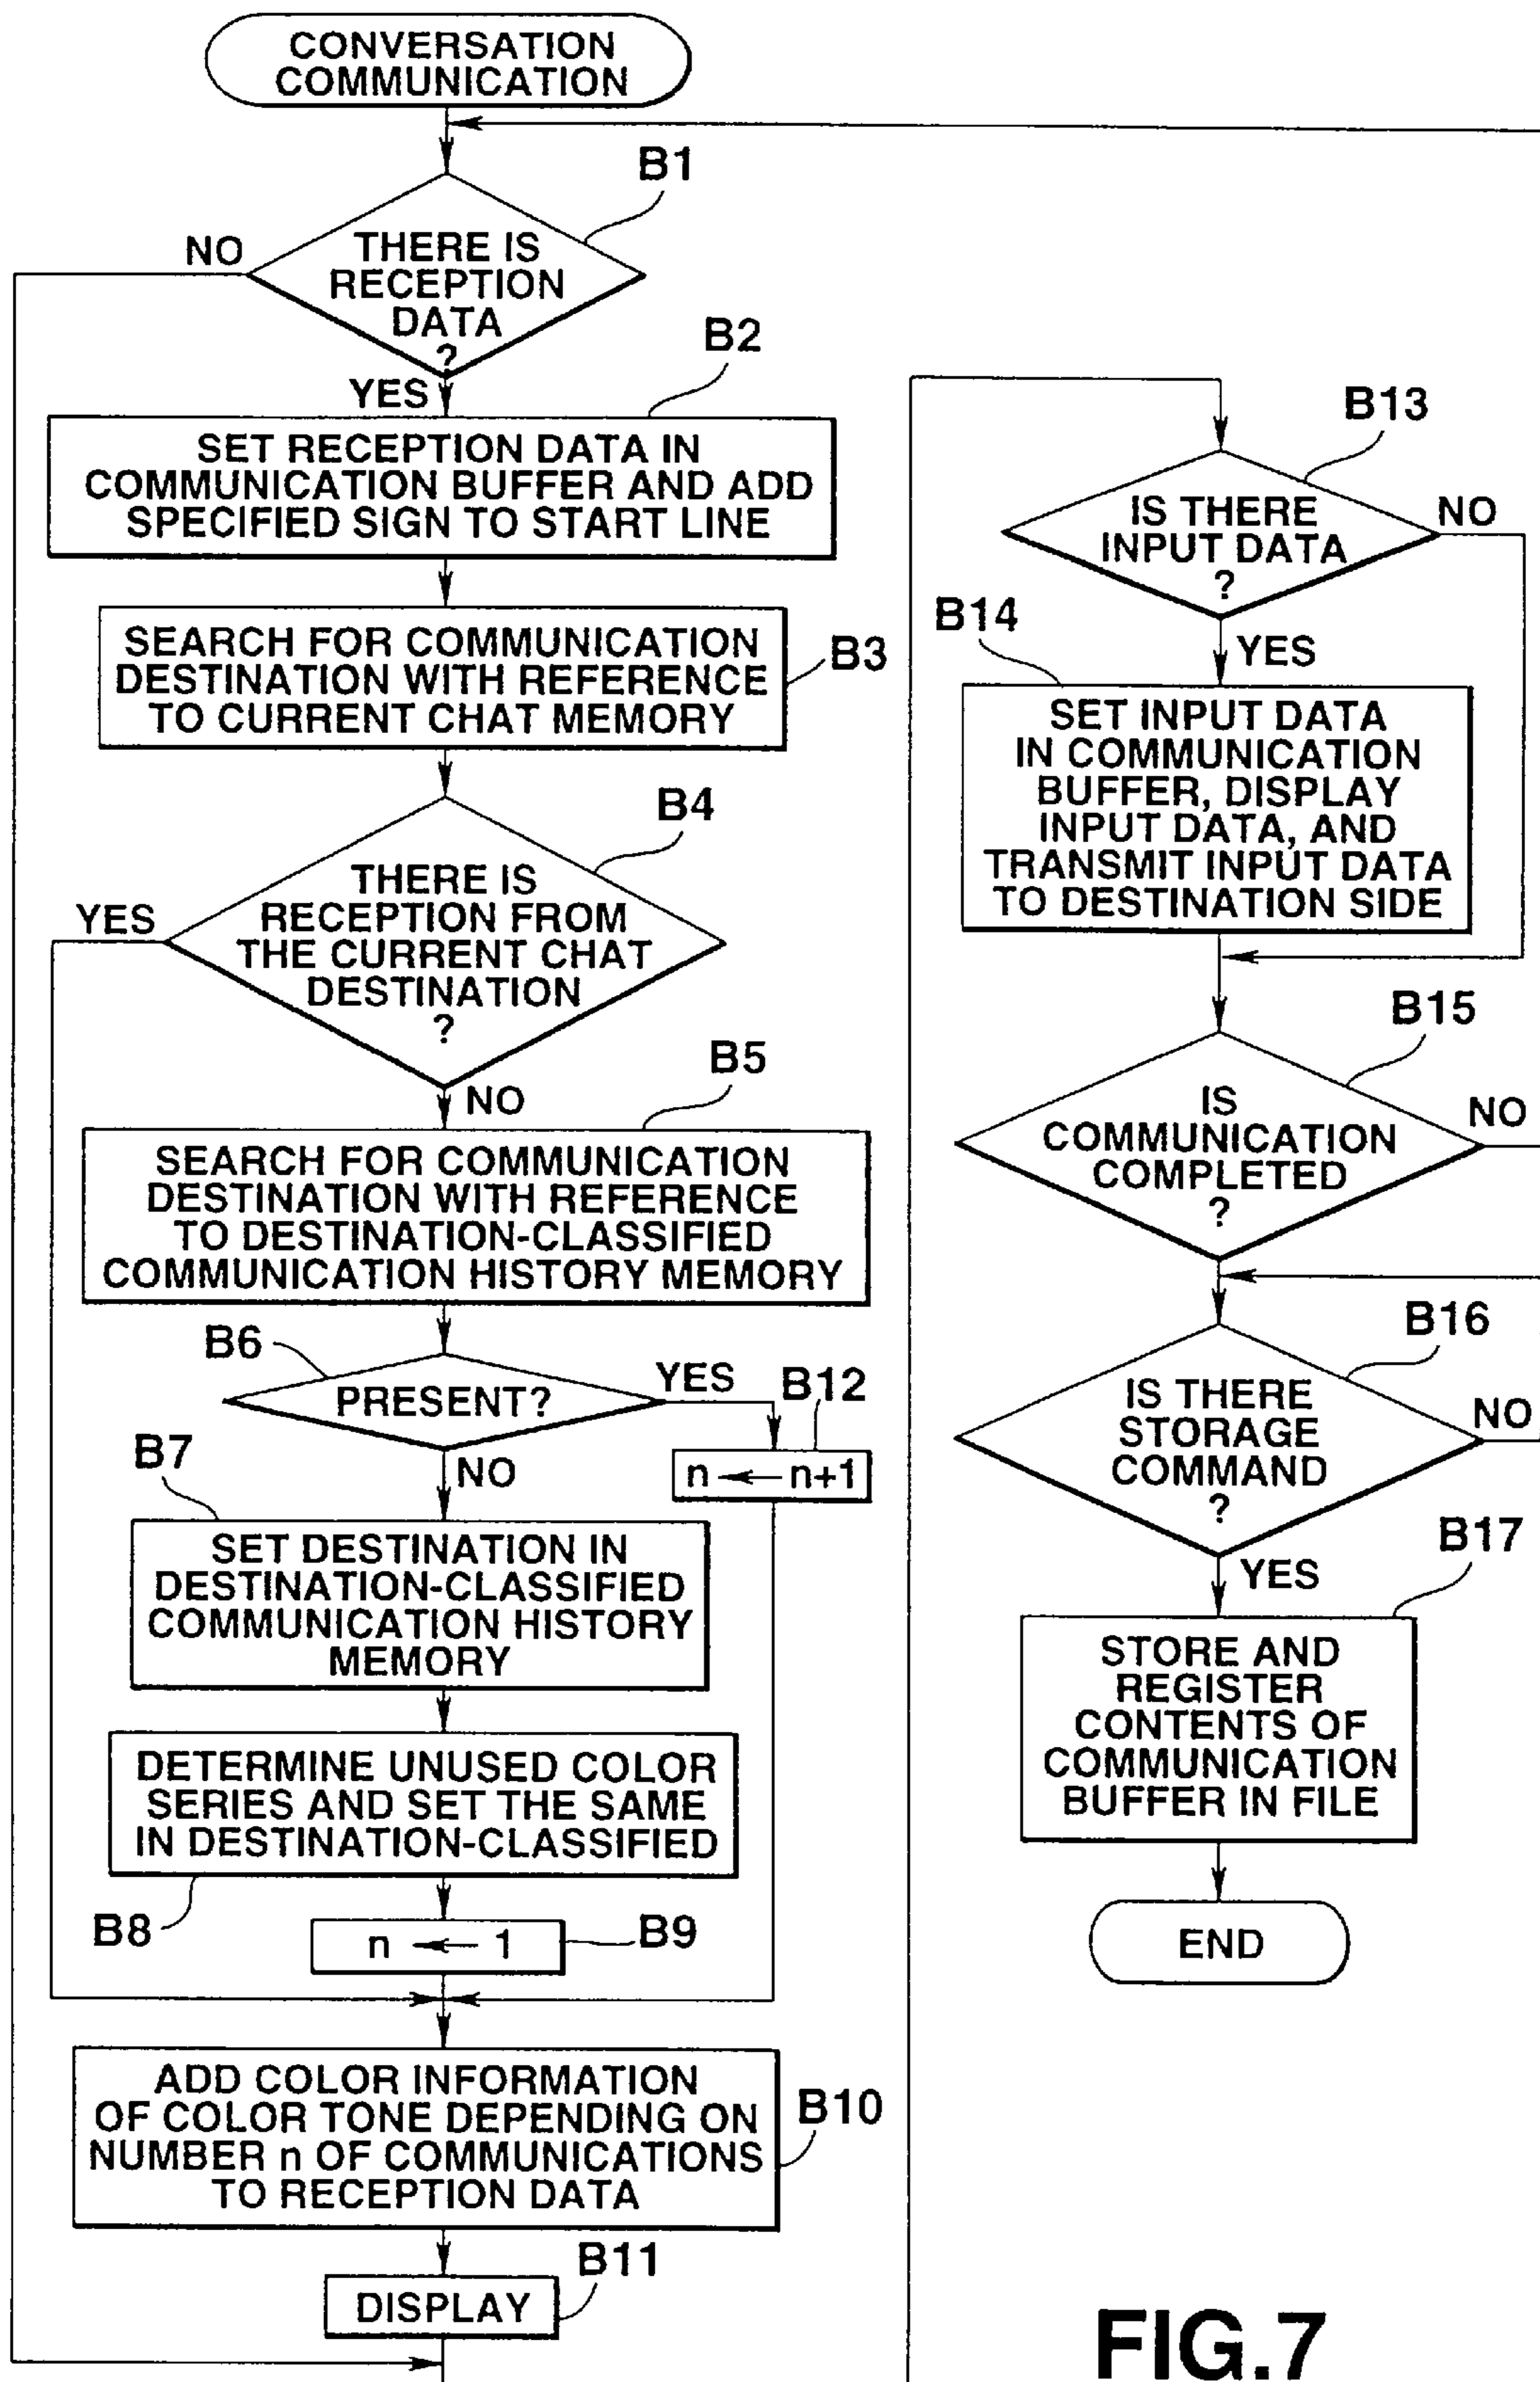 CONVERSATION
COMMUNICATION
B1
NO
THERE IS
RECEPTION
DATA
?
YES
B2
SET RECEPTION DATA IN
COMMUNICATION BUFFER AND ADD
SPECIFIED SIGN TO START LINE
SEARCH FOR COMMUNICATION
DESTINATION WITH REFERENCE
TO CURRENT CHAT MEMORY
B3
B4
YES
THERE IS
RECEPTION FROM
THE CURRENT CHAT
DESTINATION
?
NO
B5
SEARCH FOR COMMUNICATION
DESTINATION WITH REFERENCE
TO DESTINATION-CLASSIFIED
COMMUNICATION HISTORY MEMORY
B6
PRESENT?
YES
B12
n ← n+1
NO
B7
SET DESTINATION IN
DESTINATION-CLASSIFIED
COMMUNICATION HISTORY
MEMORY
DETERMINE UNUSED COLOR
SERIES AND SET THE SAME
IN DESTINATION-CLASSIFIED
B8
n ← 1
B9
ADD COLOR INFORMATION
OF COLOR TONE DEPENDING ON
NUMBER n OF COMMUNICATIONS
TO RECEPTION DATA
B10
B11
DISPLAY
B13
IS THERE
INPUT DATA
?
NO
YES
B14
SET INPUT DATA
IN COMMUNICATION
BUFFER, DISPLAY
INPUT DATA, AND
TRANSMIT INPUT DATA
TO DESTINATION SIDE
B15
IS
COMMUNICATION
COMPLETED
?
NO
B16
IS THERE
STORAGE
COMMAND
?
NO
YES
B17
STORE AND
REGISTER
CONTENTS OF
COMMUNICATION
BUFFER IN FILE
END
FIG.7